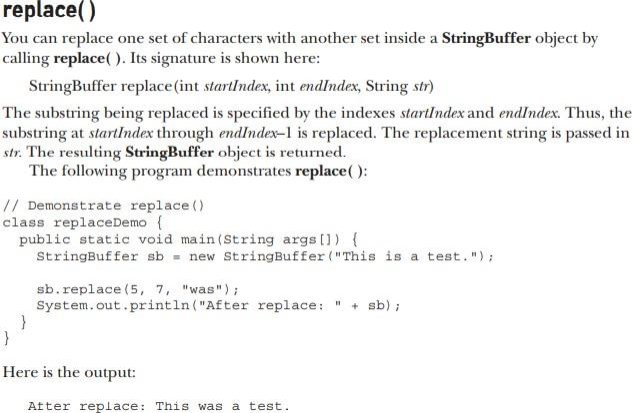 replace( )
You can replace one set of characters with another set inside a StringBuffer object by
calling replace( ). Its signature is shown here:
StringBuffer replace(int startIndex, int endIndex, String str)
The substring being replaced is specified by the indexes startIndex and endIndex. Thus, the
substring at startIndex through endIndex–1 is replaced. The replacement string is passed in
str. The resulting StringBuffer object is returned.
The following program demonstrates replace( ):
// Demonstrate replace()
class replaceDemo {
public static void main(String args[]) {
StringBuffer sb = new StringBuffer("This is a test.");
sb.replace(5, 7, "was");
System.out.println("After replace: " + sb);
}
}
Here is the output:
After replace: This was a test.